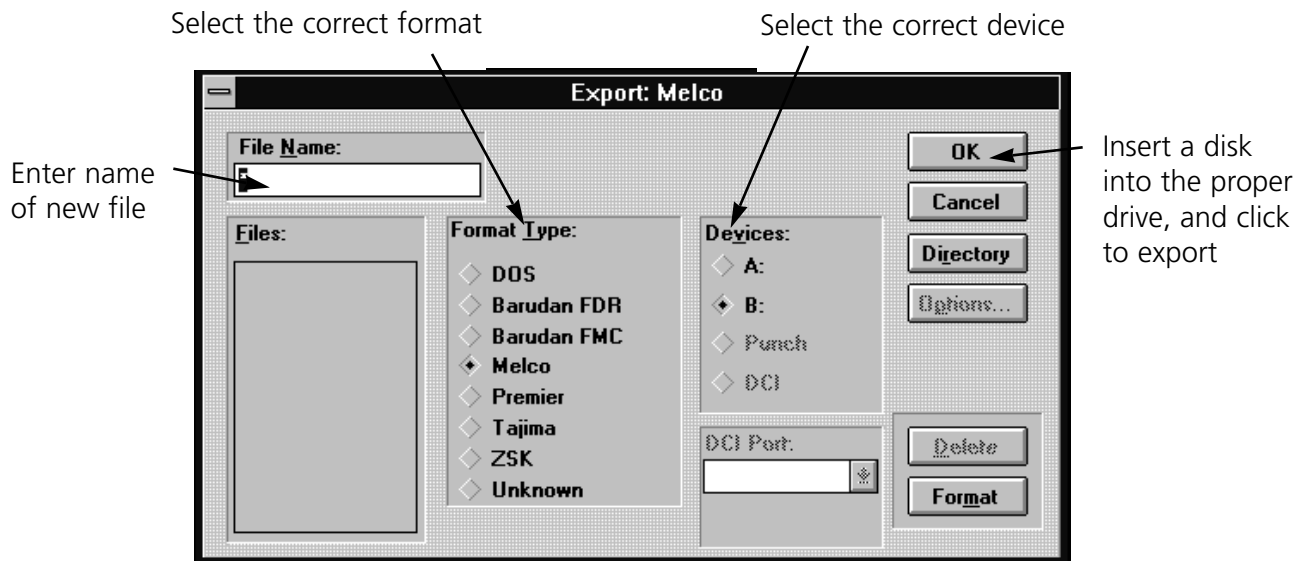 Select the correct format
Select the correct device
Export: Melco
File Name:
Enter name
of new file
Files:
Format Type:
DOS
Barudan FDR
Barudan FMC
Melco
Premier
Tajima
ZSK
Unknown
Devices:
A:
B:
Punch
DCI
DCI Port:
OK
Cancel
Directory
Options...
Delete
Format
Insert a disk
into the proper
drive, and click
to export